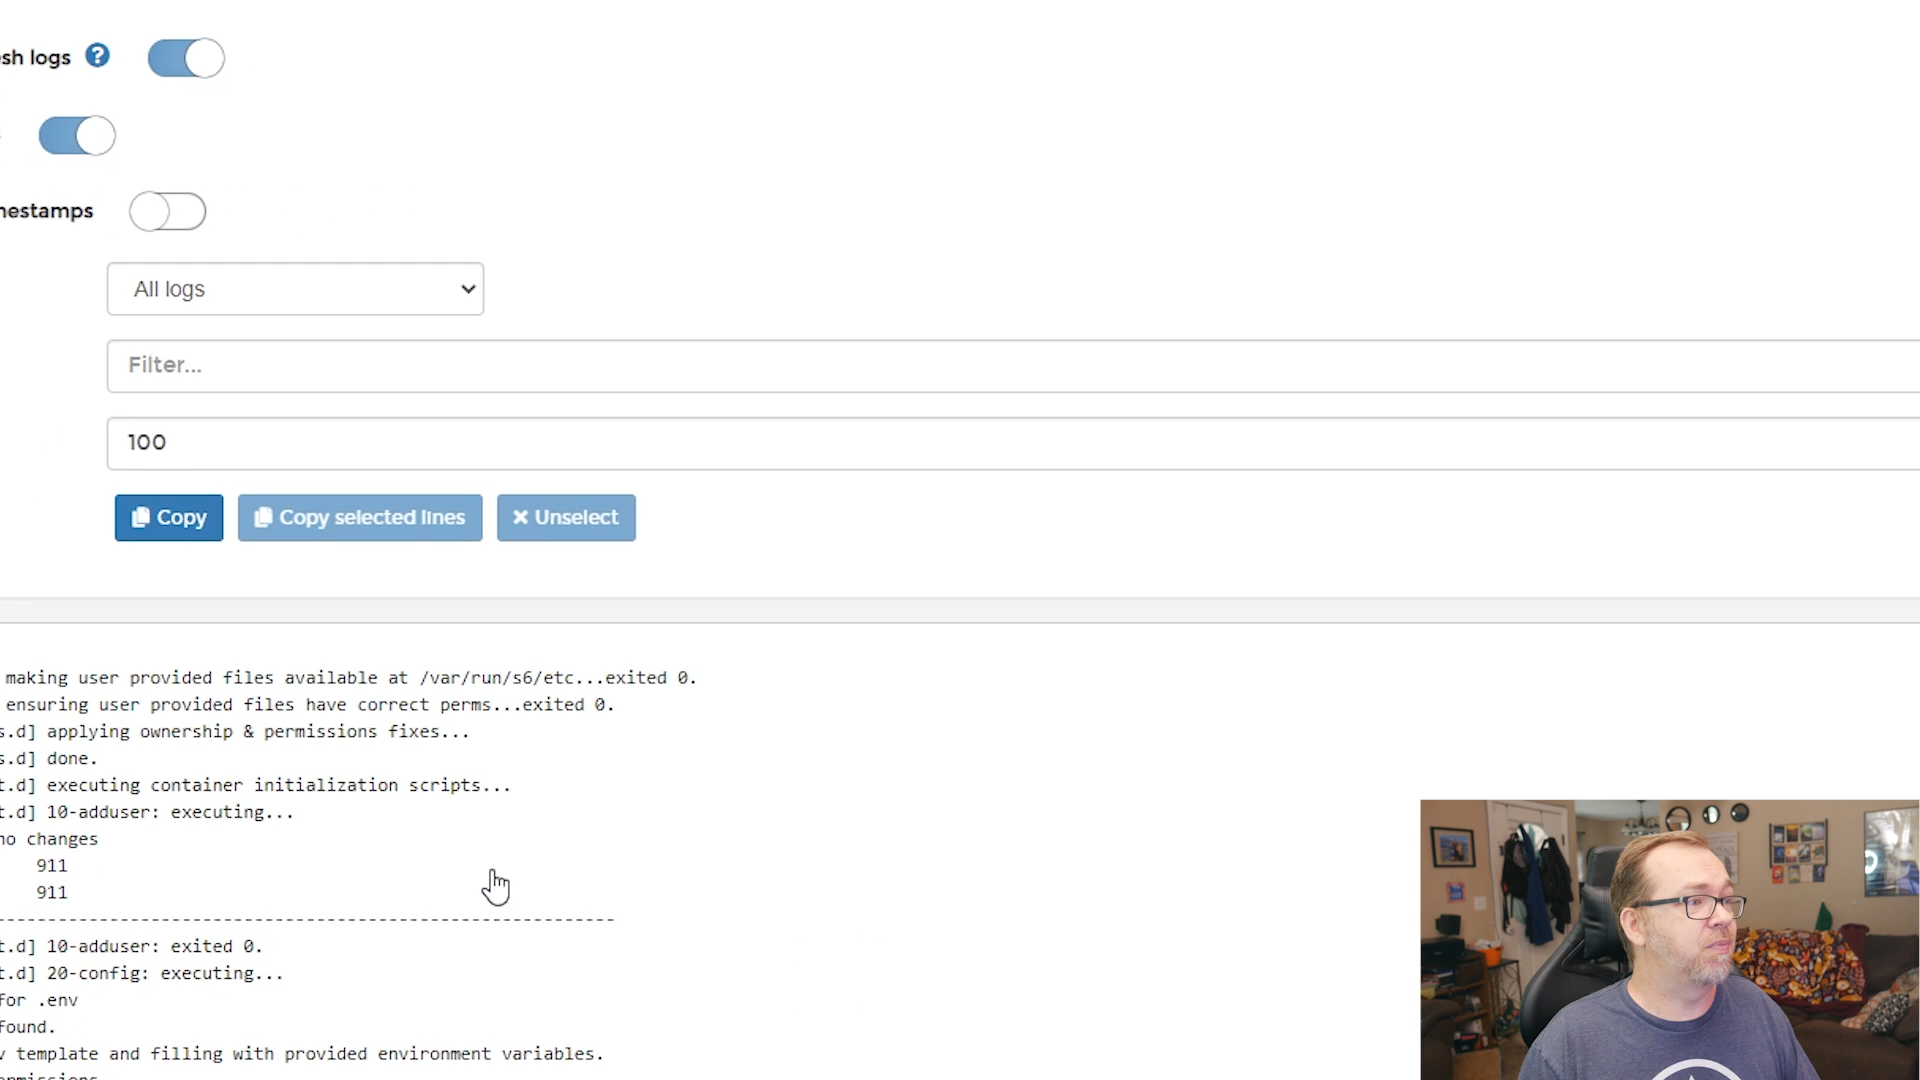 sh logs ?
nestamps
All logs
Filter...
100
Copy
Copy selected lines
Unselect
making user provided files available at /var/run/s6/etc...exited 0.
ensuring user provided files have correct perms...exited 0.
s.d] applying ownership & permissions fixes...
s.d] done.
t.d] executing container initialization scripts...
t.d] 10-adduser: executing...
no changes
911
911
-----------------------------------------------------------
t.d] 10-adduser: exited 0.
t.d] 20-config: executing...
for .env
found.
template and filling with provided environment variables.